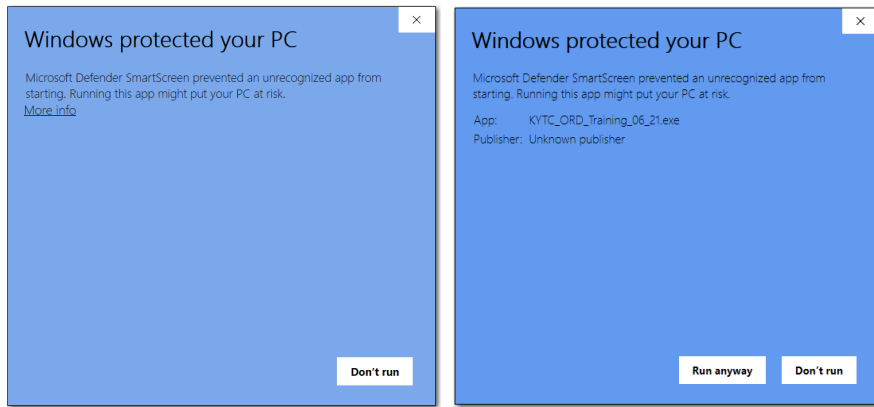 Windows protected your PC
Microsoft Defender SmartScreen prevented an unrecognized app from
starting. Running this app might put your PC at risk.
More info
Don't run
Windows protected your PC
Microsoft Defender SmartScreen prevented an unrecognized app from
starting. Running this app might put your PC at risk.
App: KYTC_ORD_Training_06_21.exe
Publisher: Unknown publisher
Run anyway Don't run